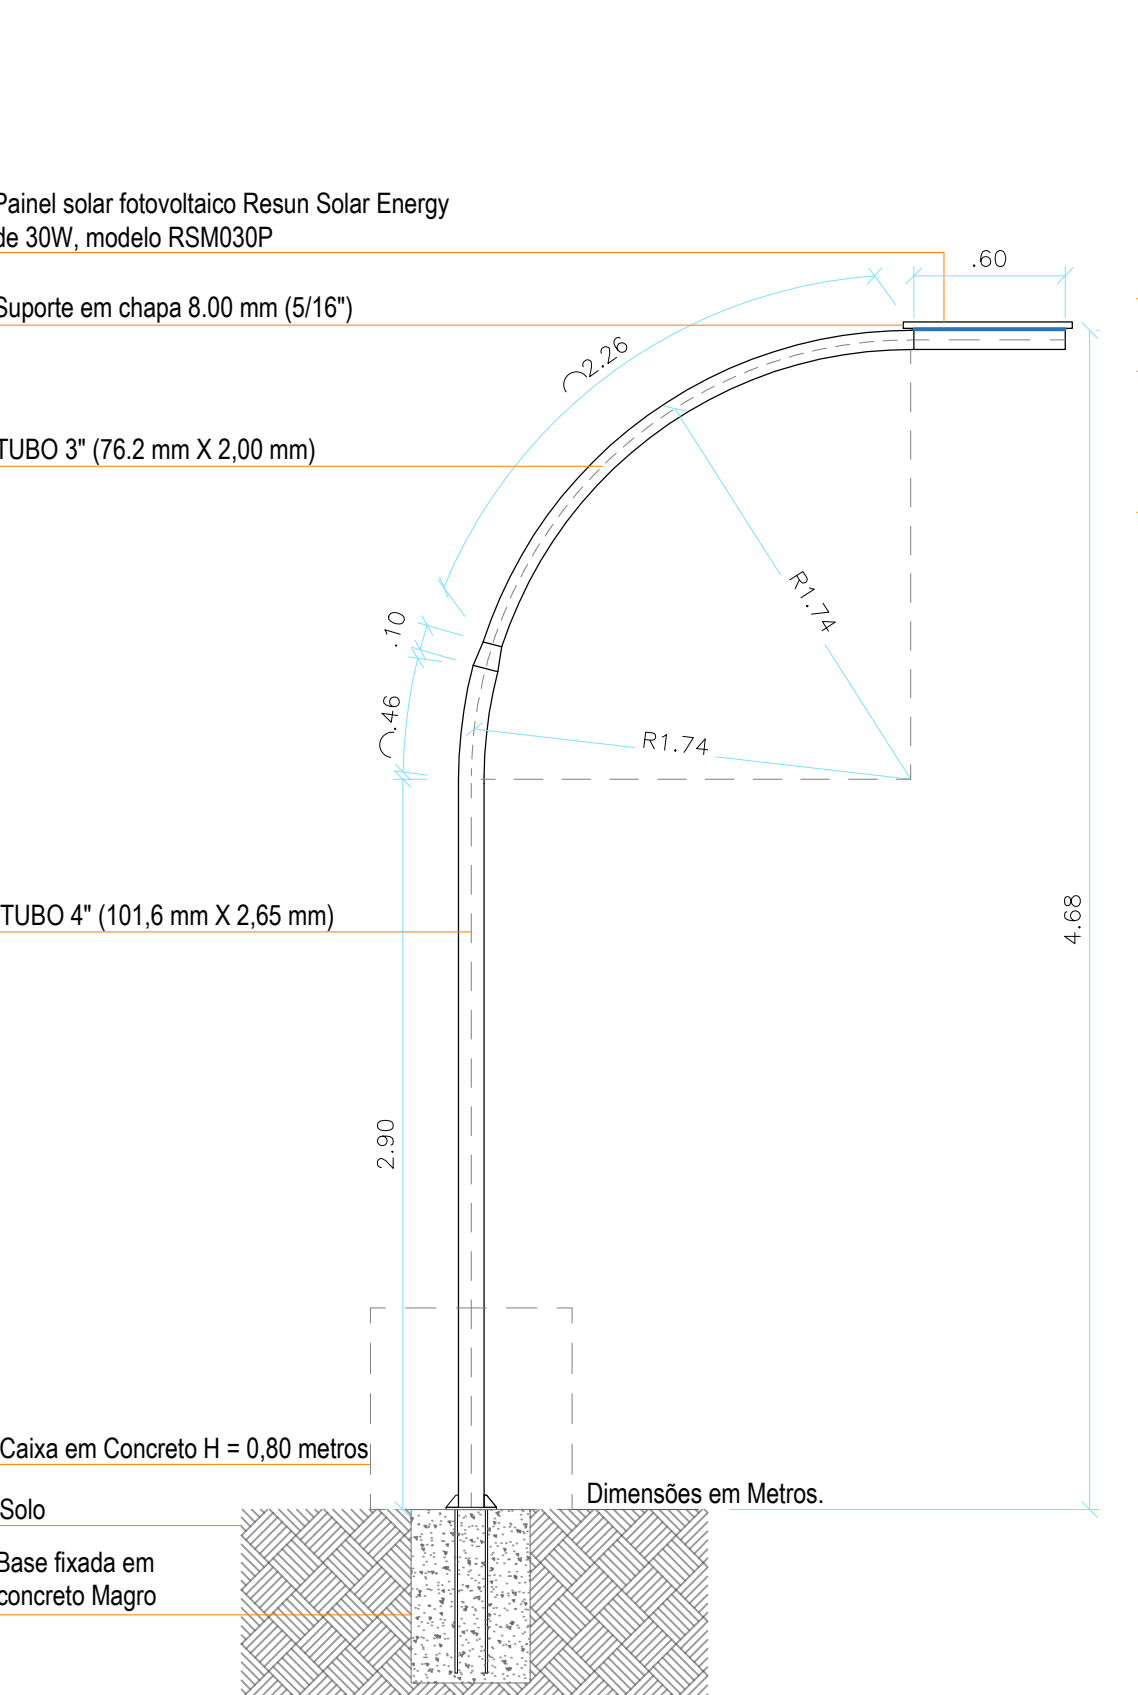 Painel solar fotovoltaico Resun Solar Energy
de 30W, modelo RSM030P
.60
Suporte em chapa 8.00 mm (5/16")
2.26
TUBO 3" (76.2 mm X 2,00 mm)
R1.74
.10
.46
R1.74
TUBO 4" (101,6 mm X 2,65 mm)
4.68
2.90
Caixa em Concreto H = 0,80 metros
Dimensões em Metros.
Solo
Base fixada em
concreto Magro